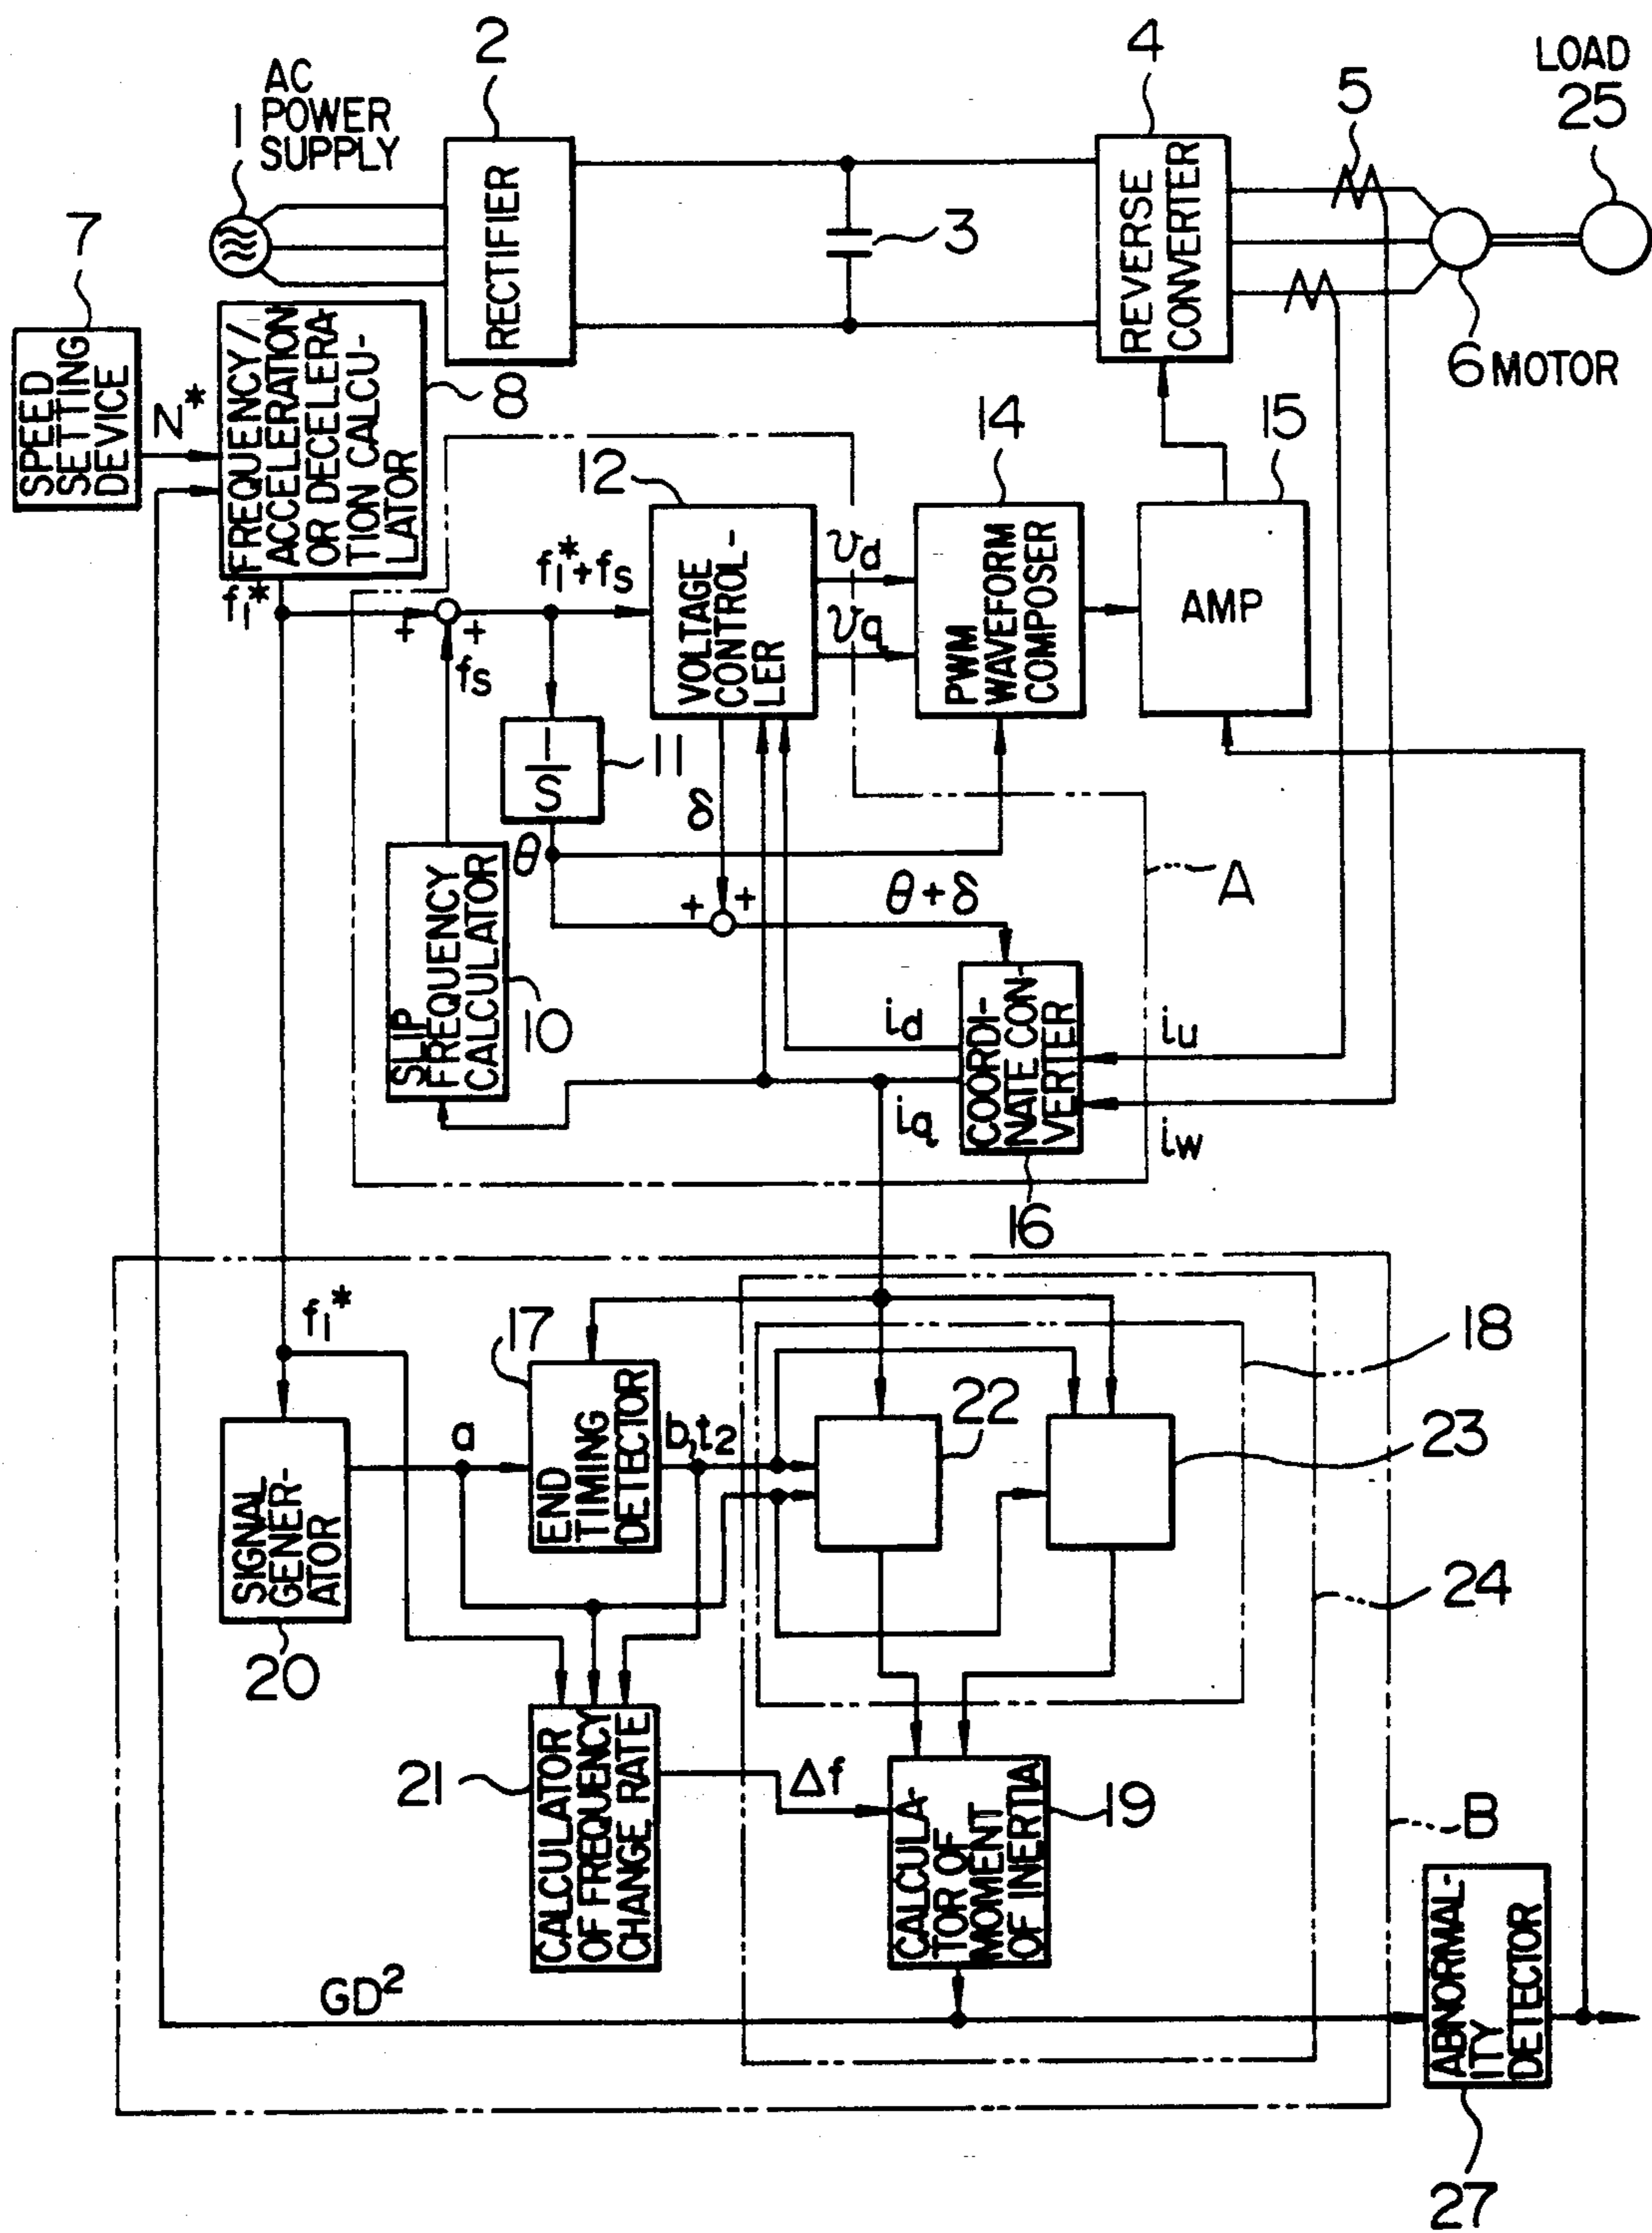 2
4
5
LOAD
25
1
AC
POWER
SUPPLY
RECTIFIER
3
REVERSE
CONVERTER
6 MOTOR
7
SPEED
SETTING
DEVICE
N*
FREQUENCY/
ACCELERATION
OR DECELERA-
TION CALCU-
LATOR
8
f1*
+
+
fs
f1*+fs
12
VOLTAGE
CONTROL-
LER
vd
vq
14
PWM
WAVEFORM
COMPOSER
15
AMP
1/S
11
θ
δ
+
+
θ+δ
A
SLIP
FREQUENCY
CALCULATOR
10
id
iq
COORDI-
NATE CON-
VERTER
16
iu
iw
f1*
17
END
TIMING
DETECTOR
a
b,t2
SIGNAL
GENER-
ATOR
20
22
23
18
24
21
CALCULATOR
OF FREQUENCY
CHANGE RATE
Δf
CALCULA-
TOR OF
MOMENT
OF INERTIA
19
B
GD²
ABNORMAL-
ITY
DETECTOR
27